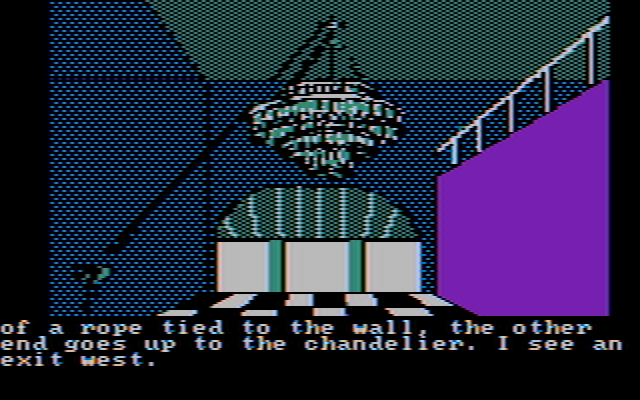 of a rope tied to the wall, the other
end goes up to the chandelier. I see an
exit west.